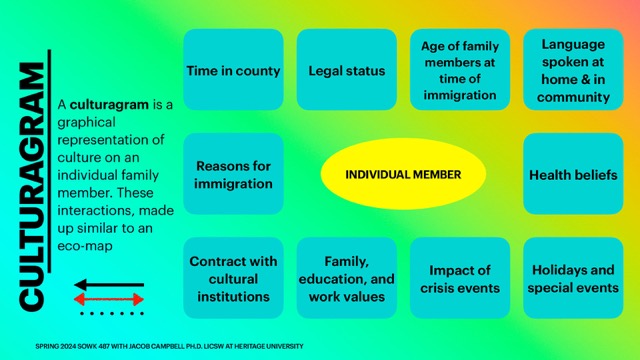 CULTURAGRAM
A culturagram is a
graphical
representation of
culture on an
individual family
member. These
interactions, made
up similar to an
eco-map
Time in county
Legal status
Age of family
members at
time of
immigration
Language
spoken at
home & in
community
Reasons for
immigration
INDIVIDUAL MEMBER
Health beliefs
Contract with
cultural
institutions
Family,
education, and
work values
Impact of
crisis events
Holidays and
special events
SPRING 2024 SOWK 487 WITH JACOB CAMPBELL PH.D. LICSW AT HERITAGE UNIVERSITY